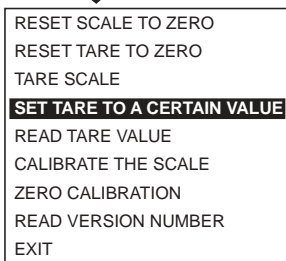 RESET SCALE TO ZERO
RESET TARE TO ZERO
TARE SCALE
SET TARE TO A CERTAIN VALUE
READ TARE VALUE
CALIBRATE THE SCALE
ZERO CALIBRATION
READ VERSION NUMBER
EXIT